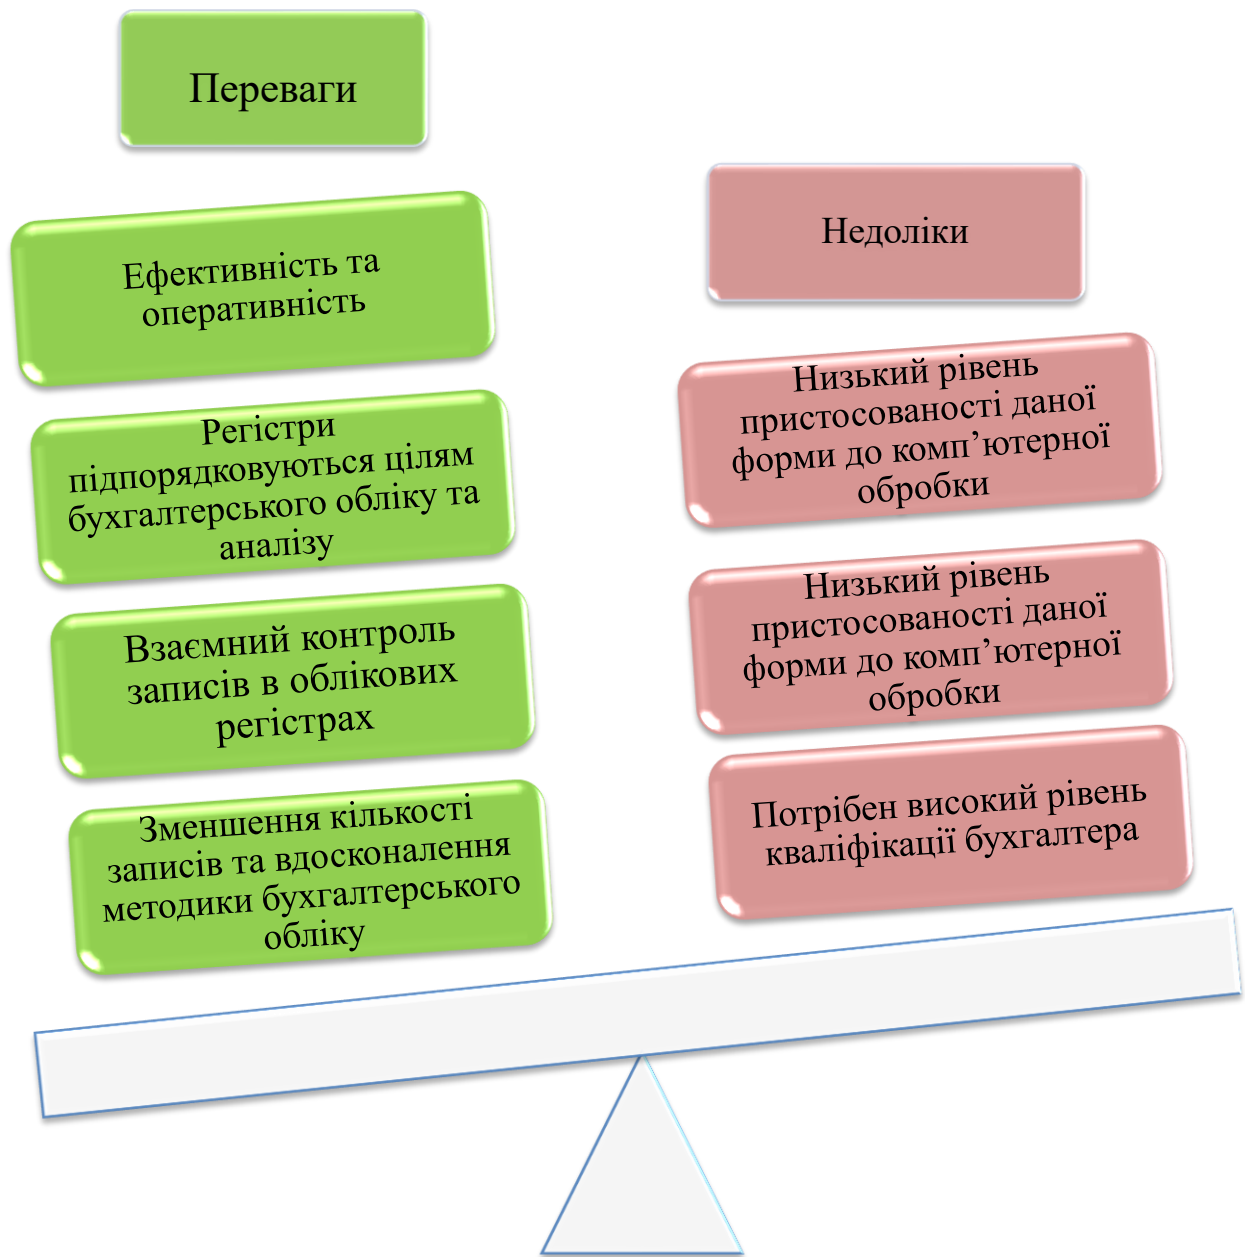 Переваги
Ефективність та
оперативність
Регістри
підпорядковуються цілям
бухгалтерського обліку та
аналізу
Взаємний контроль
записів в облікових
регістрах
Зменшення кількості
записів та вдосконалення
методики бухгалтерського
обліку
Недоліки
Низький рівень
пристосованості даної
форми до комп’ютерної
обробки
Низький рівень
пристосованості даної
форми до комп’ютерної
обробки
Потрібен високий рівень
кваліфікації бухгалтера